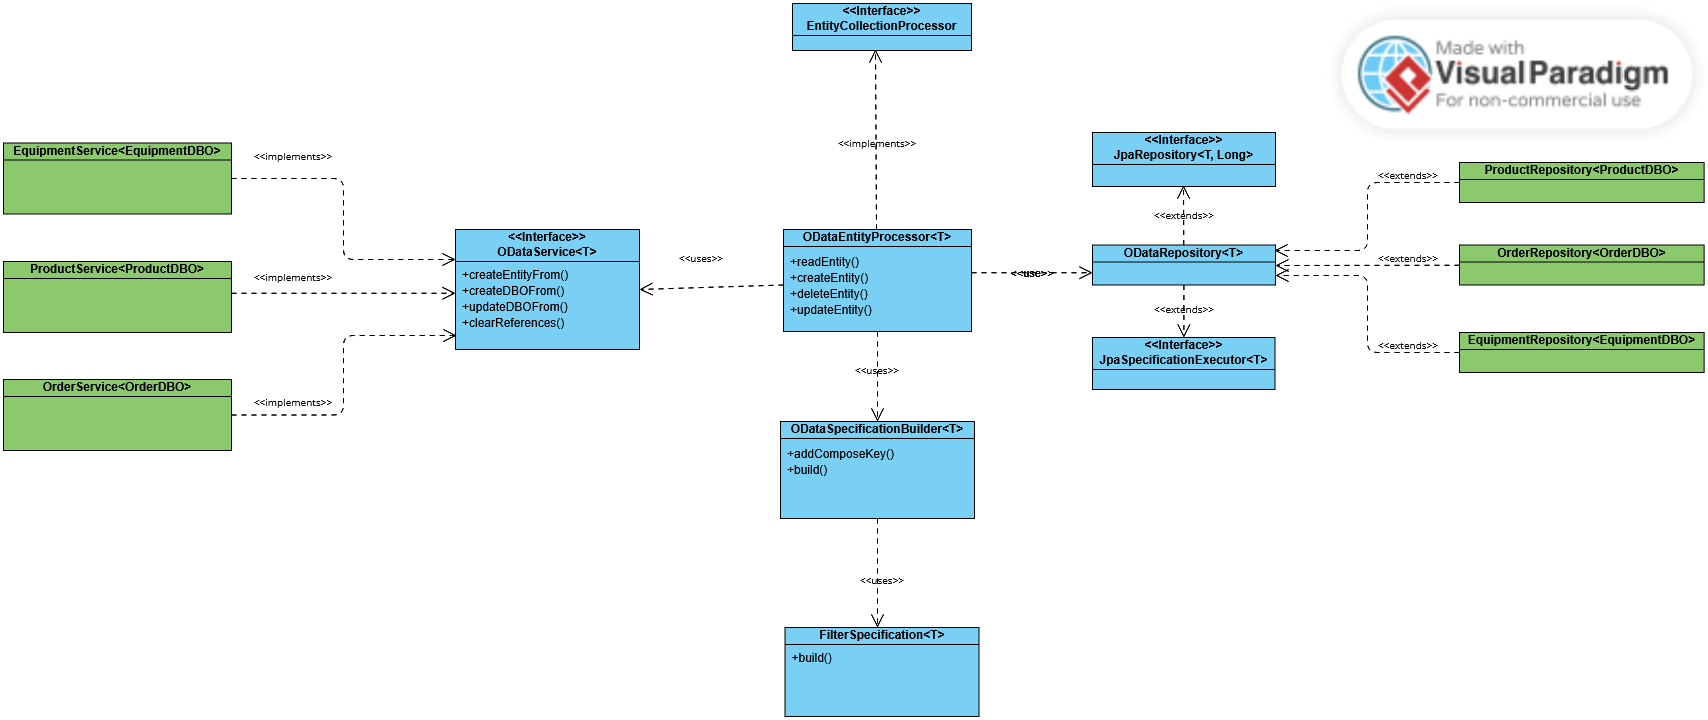 <<Interface>>
EntityCollectionProcessor
Made with
Visual Paradigm
For non-commercial use
<<implements>>
EquipmentService<EquipmentDBO>
<<implements>>
ProductService<ProductDBO>
<<implements>>
OrderService<OrderDBO>
<<implements>>
<<Interface>>
ODataService<T>
+createEntityFrom()
+createDBOFrom()
+updateDBOFrom()
+clearReferences()
<<uses>>
ODataEntityProcessor<T>
+readEntity()
+createEntity()
+deleteEntity()
+updateEntity()
<<use>>
<<Interface>>
JpaRepository<T, Long>
<<extends>>
ODataRepository<T>
<<extends>>
<<Interface>>
JpaSpecificationExecutor<T>
<<extends>>
ProductRepository<ProductDBO>
<<extends>>
OrderRepository<OrderDBO>
<<extends>>
EquipmentRepository<EquipmentDBO>
<<uses>>
ODataSpecificationBuilder<T>
+addComposeKey()
+build()
<<uses>>
FilterSpecification<T>
+build()